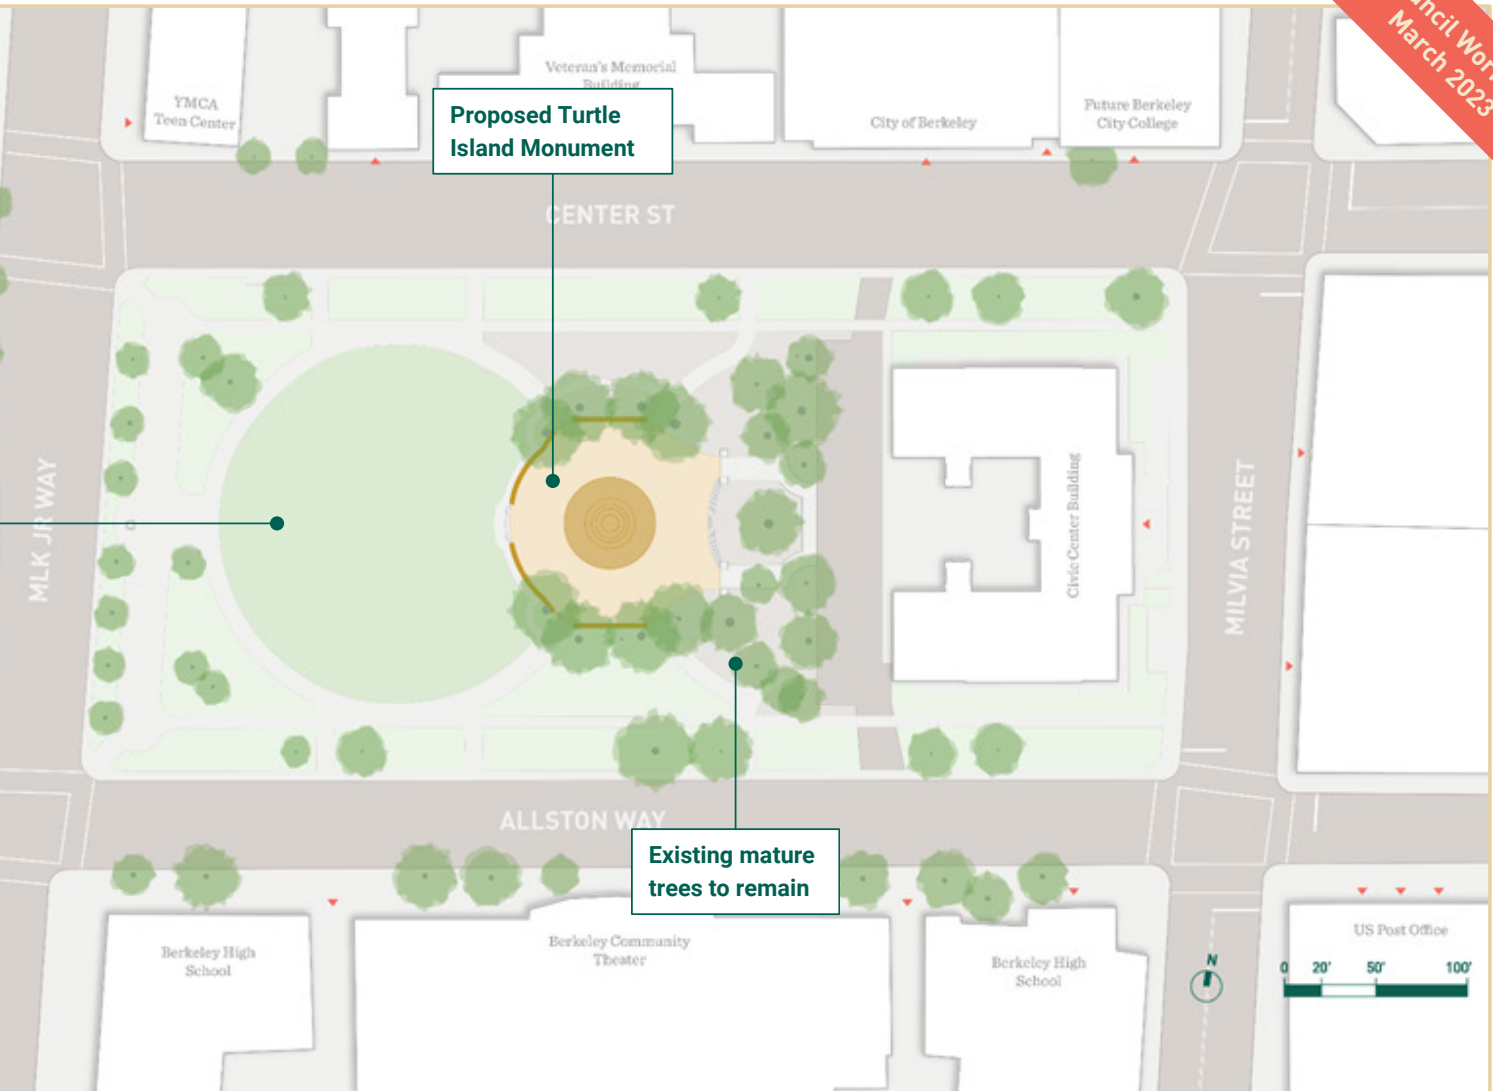 March 2023
YMCA
Teen Center
Veteran's Memorial
Building
City of Berkeley
Future Berkeley
City College
Proposed Turtle
Island Monument
CENTER ST
MLK JR WAY
Civic Center Building
MILVIA STREET
ALLSTON WAY
Existing mature
trees to remain
Berkeley High
School
Berkeley Community
Theater
Berkeley High
School
US Post Office
N
0 20' 50' 100'